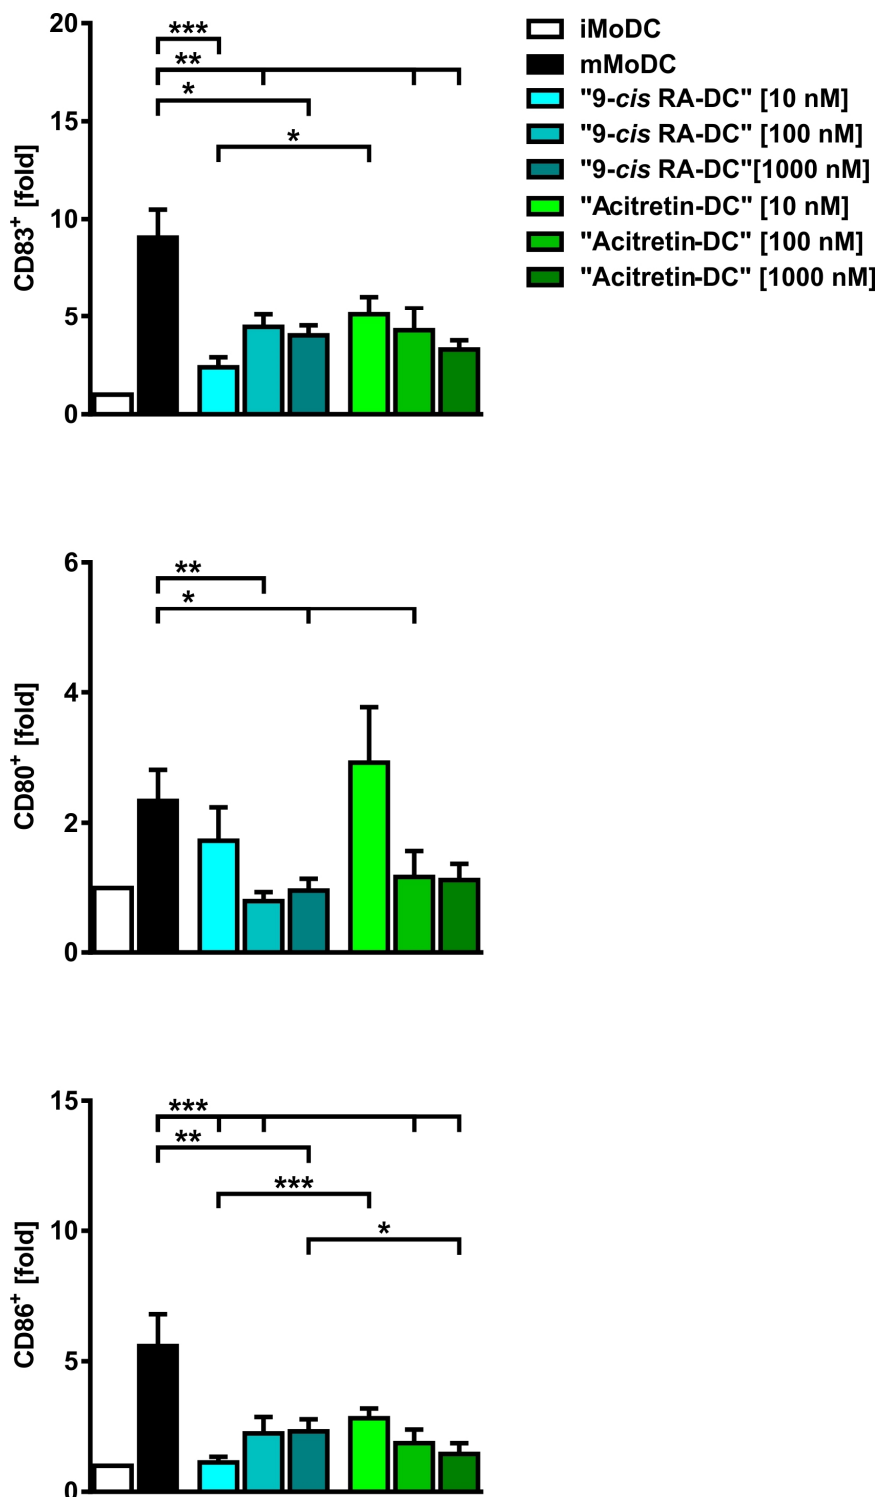 20
15
10
5
0
CD83+ [fold]
***
**
*
*
iMoDC
mMoDC
"9-cis RA-DC" [10 nM]
"9-cis RA-DC" [100 nM]
"9-cis RA-DC"[1000 nM]
"Acitretin-DC" [10 nM]
"Acitretin-DC" [100 nM]
"Acitretin-DC" [1000 nM]
6
4
2
0
CD80+ [fold]
**
*
15
10
5
0
CD86+ [fold]
***
**
***
*